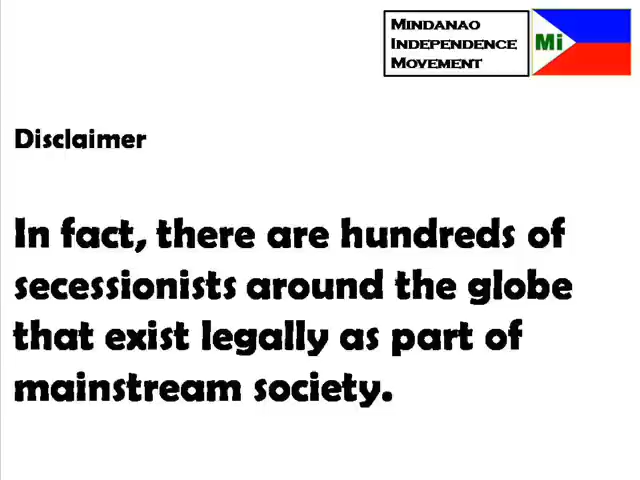 Mindanao
Independence
Movement
Mi
Disclaimer
In fact, there are hundreds of
secessionists around the globe
that exist legally as part of
mainstream society.